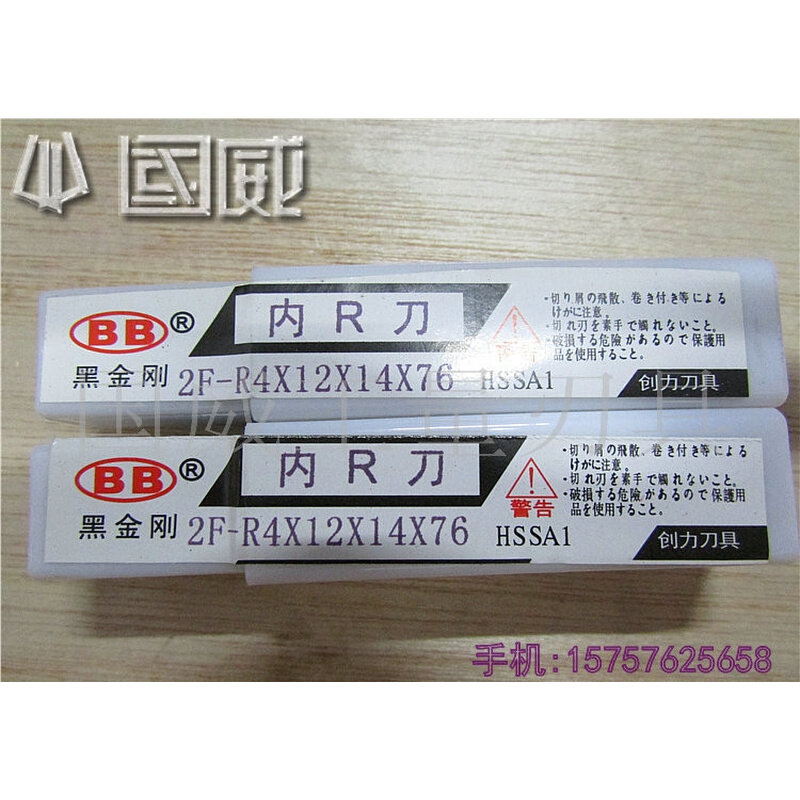 國威
BB®
内R刀
黑金刚
2F-R4X12X14X76
HSSA1
警告
・切り屑の飛散、巻き付き等による
けがに注意。
・切れ刃を素手で触れないこと。
・破損する危険があるので保護用
品を使用すること。
创力刀具
BB®
内R刀
黑金刚
2F-R4X12X14X76
HSSA1
警告
・切り屑の飛散、巻き付き等による
けがに注意。
・切れ刃を素手で触れないこと。
・破損する危険があるので保護用
品を使用すること。
创力刀具
手机:15757625658